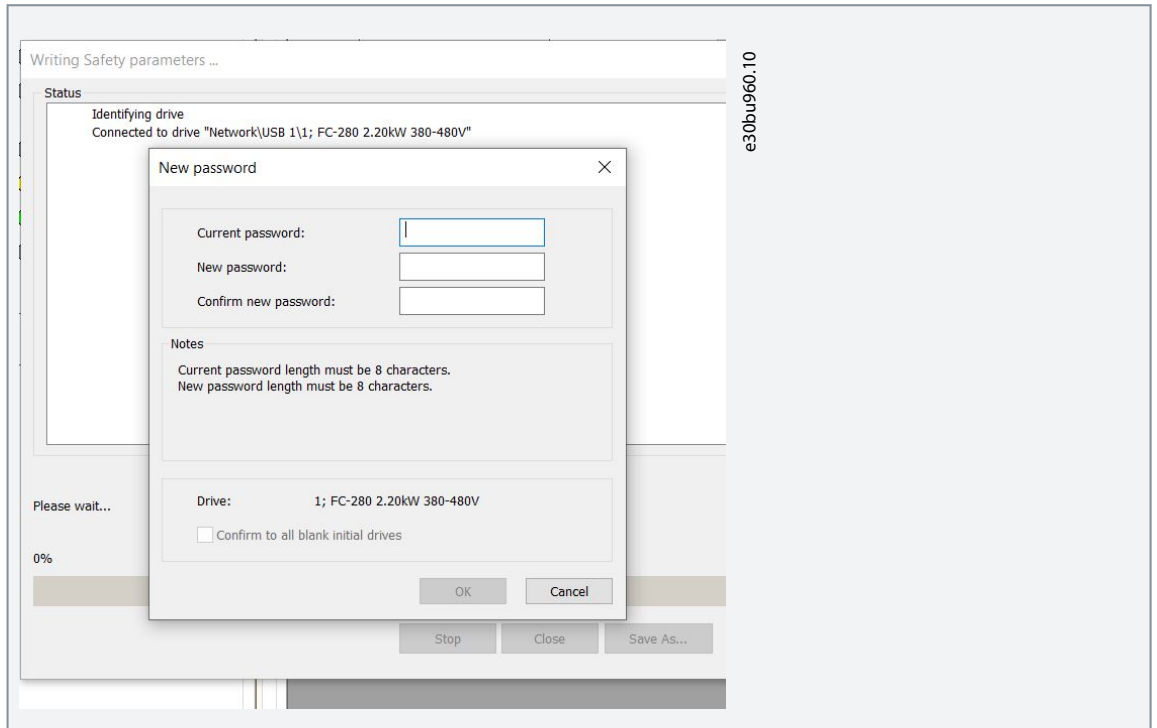 Writing Safety parameters ...
Status
Identifying drive
Connected to drive "Network\USB 1\1; FC-280 2.20kW 380-480V"
New password
Current password:
New password:
Confirm new password:
Notes
Current password length must be 8 characters.
New password length must be 8 characters.
Drive: 1; FC-280 2.20kW 380-480V
Confirm to all blank initial drives
Please wait...
0%
OK Cancel
Stop Close Save As...
e30bu960.10